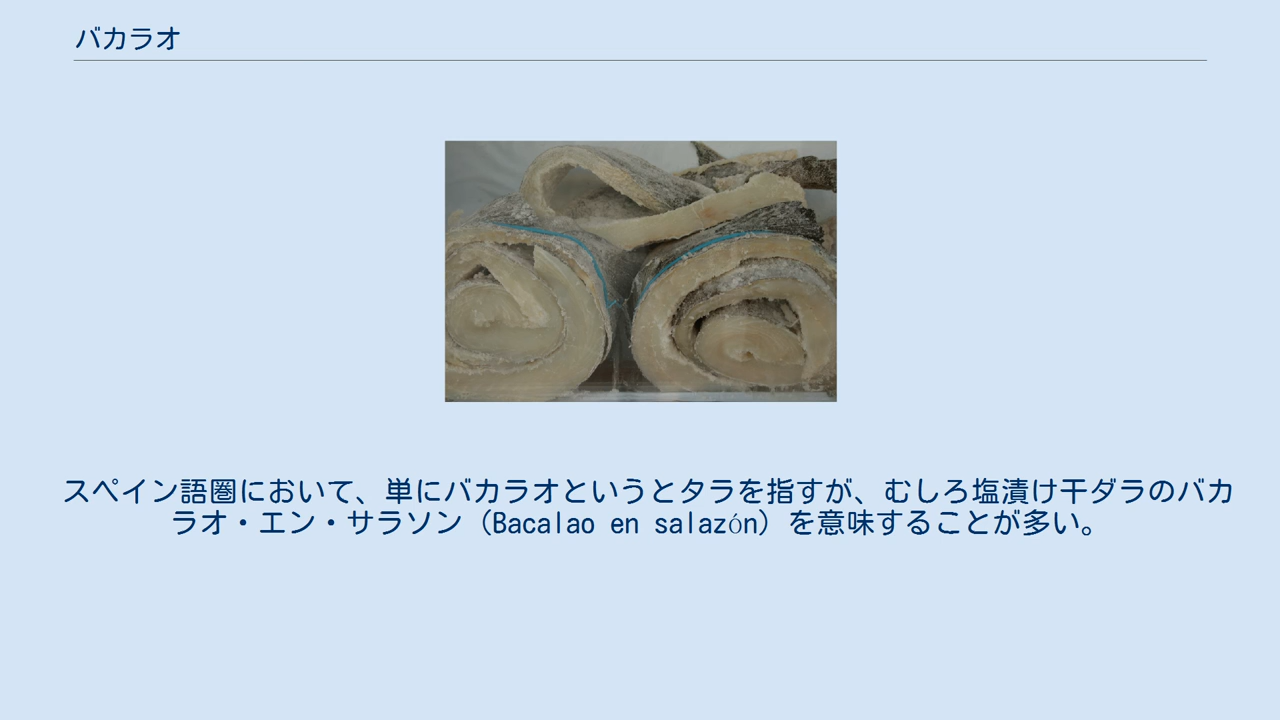 バカラオ
スペイン語圏において、単にバカラオというとタラを指すが、むしろ塩漬け干ダラのバカ
ラオ・エン・サラソン（Bacalao en salazón）を意味することが多い。